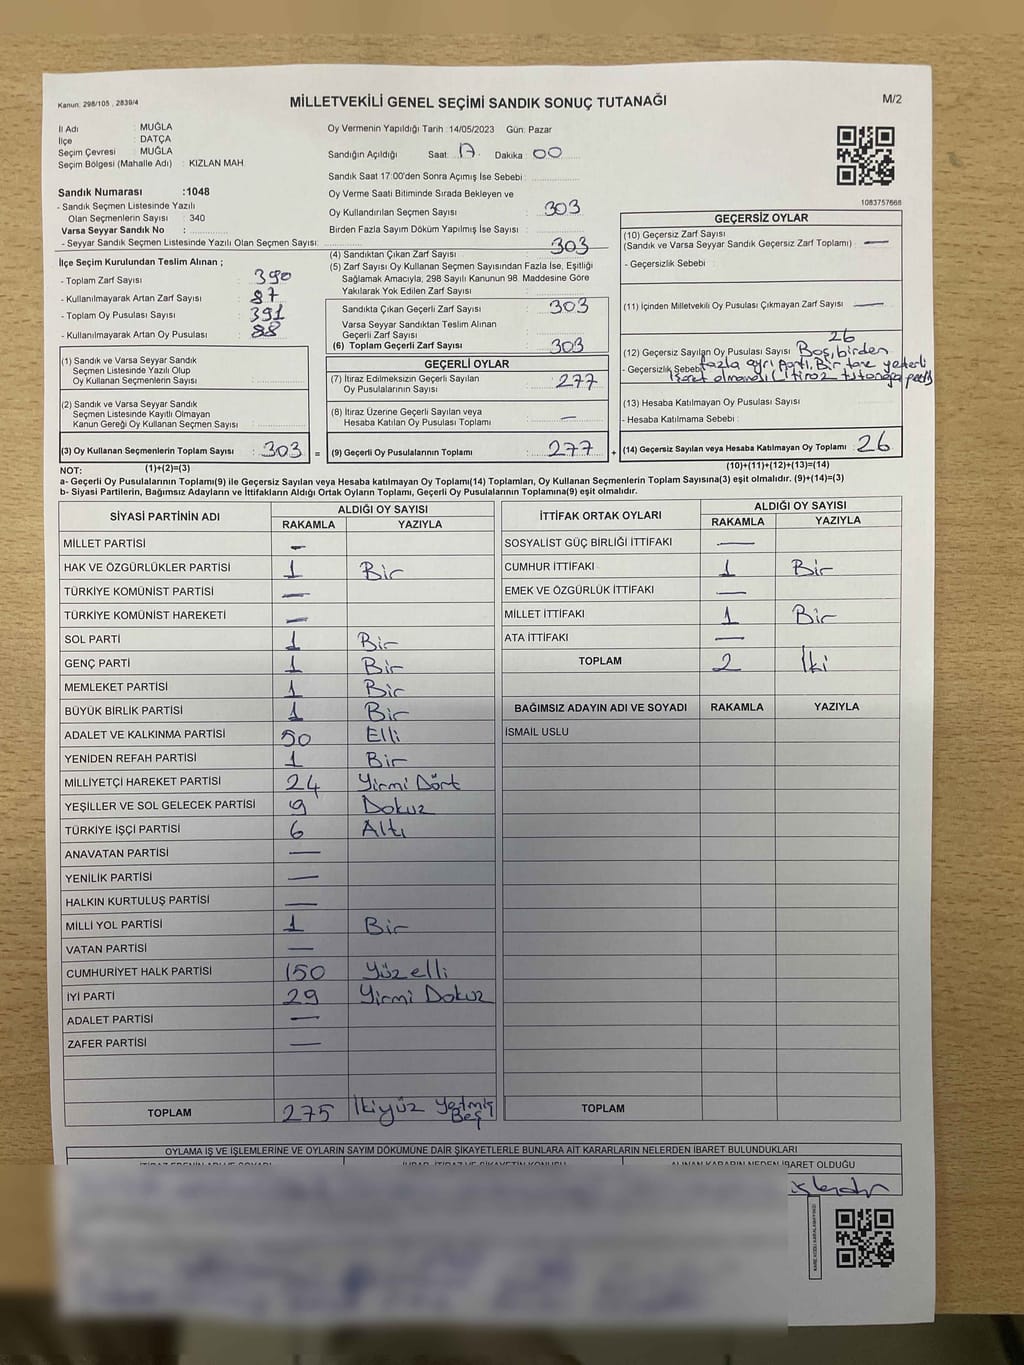 Kanun: 298/105 , 2839/4
MİLLETVEKİLİ GENEL SEÇİMİ SANDIK SONUÇ TUTANAĞI
M/2
İl Adı : MUĞLA
İlçe : DATÇA
Seçim Çevresi : MUĞLA
Seçim Bölgesi (Mahalle Adı) : KIZLAN MAH.
Sandık Numarası :1048
- Sandık Seçmen Listesinde Yazılı
Olan Seçmenlerin Sayısı : 340
Varsa Seyyar Sandık No :
- Seyyar Sandık Seçmen Listesinde Yazılı Olan Seçmen Sayısı:
Oy Vermenin Yapıldığı Tarih :14/05/2023 Gün: Pazar
Sandığın Açıldığı Saat: 17 Dakika 00
Sandık Saat 17:00'den Sonra Açımış İse Sebebi :
Oy Verme Saati Bitiminde Sırada Bekleyen ve
Oy Kullandırılan Seçmen Sayısı : 303
Birden Fazla Sayım Döküm Yapılmış İse Sayısı :
1083757666
İlçe Seçim Kurulundan Teslim Alınan ;
- Toplam Zarf Sayısı : 390
- Kullanılmayarak Artan Zarf Sayısı : 87
- Toplam Oy Pusulası Sayısı : 391
- Kullanılmayarak Artan Oy Pusulası : 88
(1) Sandık ve Varsa Seyyar Sandık
Seçmen Listesinde Yazılı Olup
Oy Kullanan Seçmenlerin Sayısı :
(2) Sandık ve Varsa Seyyar Sandık
Seçmen Listesinde Kayıtlı Olmayan
Kanun Gereği Oy Kullanan Seçmen Sayısı :
(3) Oy Kullanan Seçmenlerin Toplam Sayısı : 303 =
(4) Sandıktan Çıkan Zarf Sayısı : 303
(5) Zarf Sayısı Oy Kullanan Seçmen Sayısından Fazla İse, Eşitliği
Sağlamak Amacıyla, 298 Sayılı Kanunun 98. Maddesine Göre
Yakılarak Yok Edilen Zarf Sayısı :
Sandıkta Çıkan Geçerli Zarf Sayısı : 303
Varsa Seyyar Sandıktan Teslim Alınan
Geçerli Zarf Sayısı :
(6) Toplam Geçerli Zarf Sayısı : 303
GEÇERLİ OYLAR
(7) İtiraz Edilmeksizin Geçerli Sayılan
Oy Pusulalarının Sayısı : 277
(8) İtiraz Üzerine Geçerli Sayılan veya
Hesaba Katılan Oy Pusulası Toplamı : —
(9) Geçerli Oy Pusulalarının Toplamı : 277 +
GEÇERSİZ OYLAR
(10) Geçersiz Zarf Sayısı
(Sandık ve Varsa Seyyar Sandık Geçersiz Zarf Toplamı) : —
- Geçersizlik Sebebi :
(11) İçinden Milletvekili Oy Pusulası Çıkmayan Zarf Sayısı : —
26
(12) Geçersiz Sayılan Oy Pusulası Sayısı : Boş, birden
- Geçersizlik Sebebi fazla ayrı parti, Bir tane yeterli
işaret olmaması (itiraz tutanağı
(13) Hesaba Katılmayan Oy Pusulası Sayısı :
- Hesaba Katılmama Sebebi :
(14) Geçersiz Sayılan veya Hesaba Katılmayan Oy Toplamı : 26
NOT: (1)+(2)=(3)
(10)+(11)+(12)+(13)=(14)
a- Geçerli Oy Pusulalarının Toplamı(9) ile Geçersiz Sayılan veya Hesaba katılmayan Oy Toplamı(14) Toplamları, Oy Kullanan Seçmenlerin Toplam Sayısına(3) eşit olmalıdır. (9)+(14)=(3)
b- Siyasi Partilerin, Bağımsız Adayların ve İttifakların Aldığı Ortak Oyların Toplamı, Geçerli Oy Pusulalarının Toplamına(9) eşit olmalıdır.
SİYASİ PARTİNİN ADI
ALDIĞI OY SAYISI
RAKAMLA YAZIYLA
MİLLET PARTİSİ —
HAK VE ÖZGÜRLÜKLER PARTİSİ 1 Bir
TÜRKİYE KOMÜNİST PARTİSİ —
TÜRKİYE KOMÜNİST HAREKETİ —
SOL PARTİ 1 Bir
GENÇ PARTİ 1 Bir
MEMLEKET PARTİSİ 1 Bir
BÜYÜK BİRLİK PARTİSİ 1 Bir
ADALET VE KALKINMA PARTİSİ 50 Elli
YENİDEN REFAH PARTİSİ 1 Bir
MİLLİYETÇİ HAREKET PARTİSİ 24 Yirmi Dört
YEŞİLLER VE SOL GELECEK PARTİSİ 9 Dokuz
TÜRKİYE İŞÇİ PARTİSİ 6 Altı
ANAVATAN PARTİSİ —
YENİLİK PARTİSİ —
HALKIN KURTULUŞ PARTİSİ —
MİLLİ YOL PARTİSİ 1 Bir
VATAN PARTİSİ —
CUMHURİYET HALK PARTİSİ 150 Yüz elli
İYİ PARTİ 29 Yirmi Dokuz
ADALET PARTİSİ —
ZAFER PARTİSİ —
TOPLAM 275 İkiyüz Yetmiş
Beş
İTTİFAK ORTAK OYLARI
ALDIĞI OY SAYISI
RAKAMLA YAZIYLA
SOSYALİST GÜÇ BİRLİĞİ İTTİFAKI —
CUMHUR İTTİFAKI 1 Bir
EMEK VE ÖZGÜRLÜK İTTİFAKI —
MİLLET İTTİFAKI 1 Bir
ATA İTTİFAKI —
TOPLAM 2 İki
BAĞIMSIZ ADAYIN ADI VE SOYADI RAKAMLA YAZIYLA
İSMAİL USLU
TOPLAM
OYLAMA İŞ VE İŞLEMLERİNE VE OYLARIN SAYIM DÖKÜMÜNE DAİR ŞİKAYETLERLE BUNLARA AİT KARARLARIN NELERDEN İBARET BULUNDUKLARI
ALINAN KARARIN NEDEN İBARET OLDUĞU